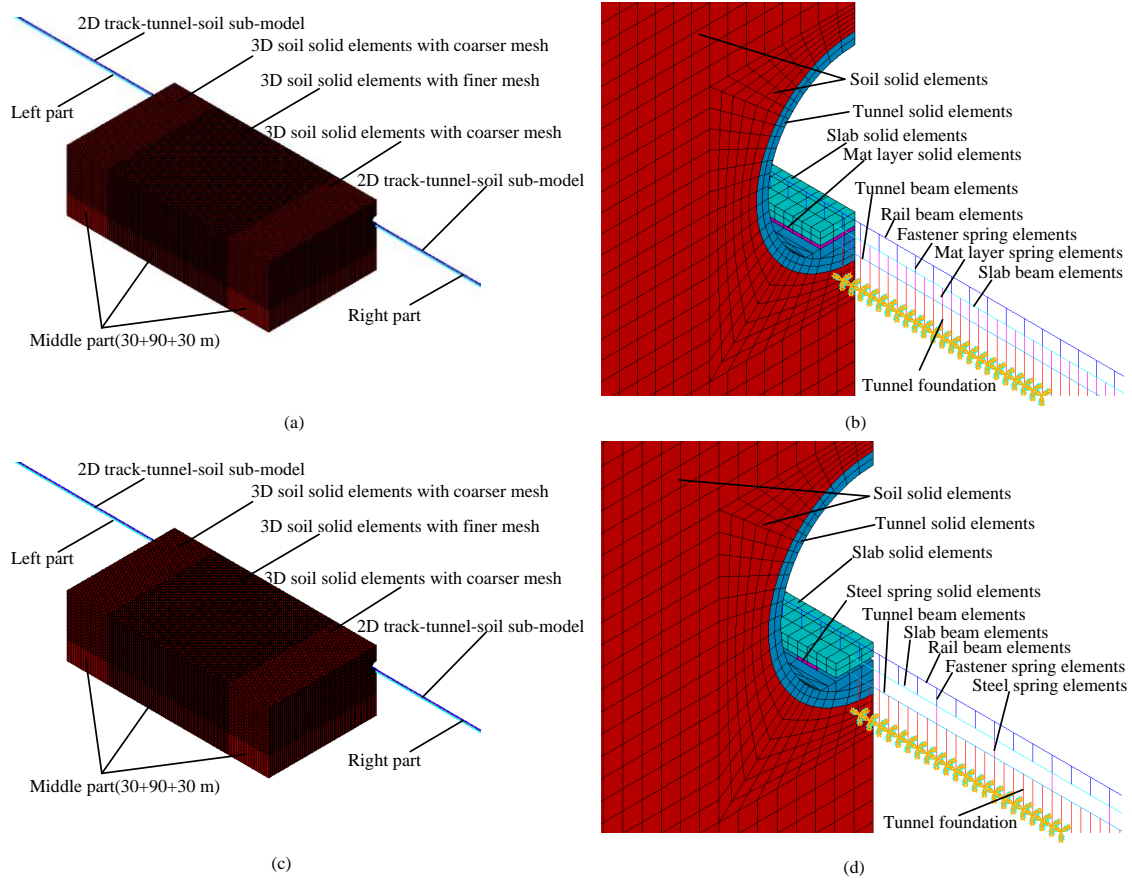 2D track-tunnel-soil sub-model
3D soil solid elements with coarser mesh
3D soil solid elements with finer mesh
Left part
3D soil solid elements with coarser mesh
2D track-tunnel-soil sub-model
Right part
Middle part(30+90+30 m)
(a)
Soil solid elements
Tunnel solid elements
Slab solid elements
Mat layer solid elements
Tunnel beam elements
Rail beam elements
Fastener spring elements
Mat layer spring elements
Slab beam elements
Tunnel foundation
(b)
2D track-tunnel-soil sub-model
3D soil solid elements with coarser mesh
3D soil solid elements with finer mesh
Left part
3D soil solid elements with coarser mesh
2D track-tunnel-soil sub-model
Right part
Middle part(30+90+30 m)
(c)
Soil solid elements
Tunnel solid elements
Slab solid elements
Steel spring solid elements
Tunnel beam elements
Slab beam elements
Rail beam elements
Fastener spring elements
Steel spring elements
Tunnel foundation
(d)